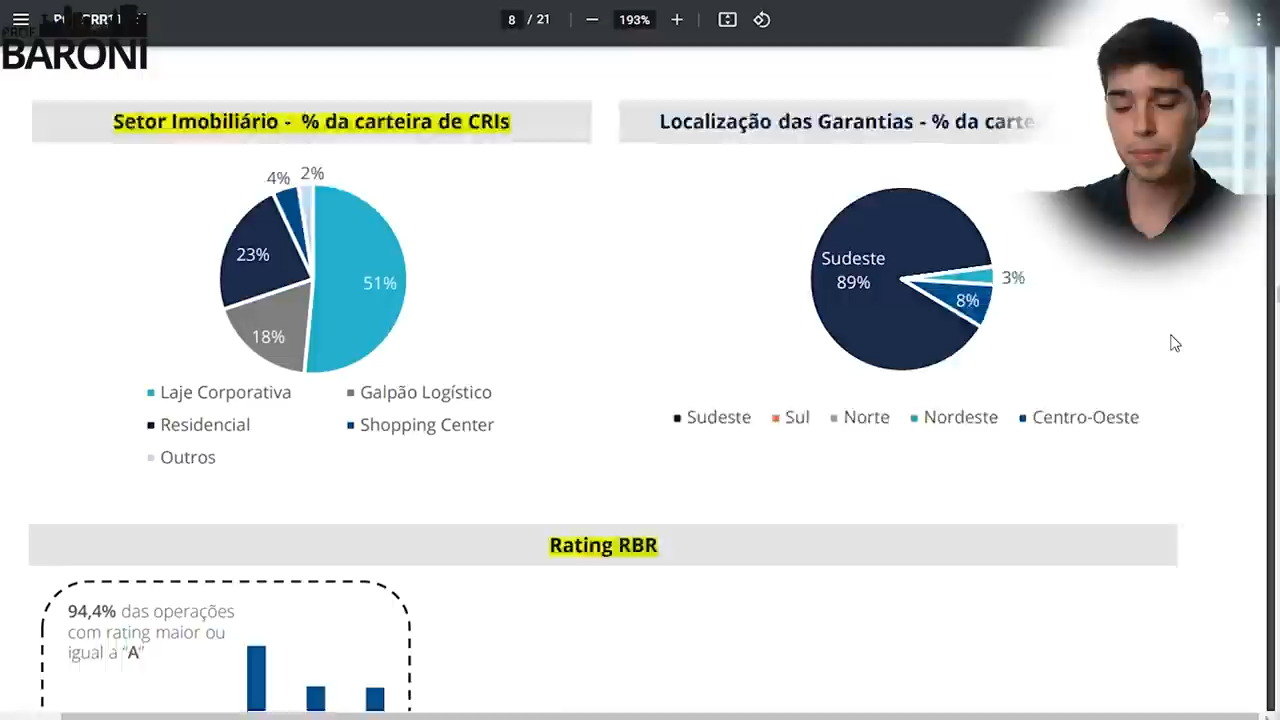 8 / 21
193%
PROF.
BARONI
Setor Imobiliário - % da carteira de CRIs
Localização das Garantias - % da
4%
2%
23%
51%
18%
Laje Corporativa
Galpão Logístico
Residencial
Shopping Center
Outros
Sudeste
89%
3%
8%
Sudeste
Sul
Norte
Nordeste
Centro-Oeste
Rating RBR
94,4% das operações
com rating maior ou
igual a "A"